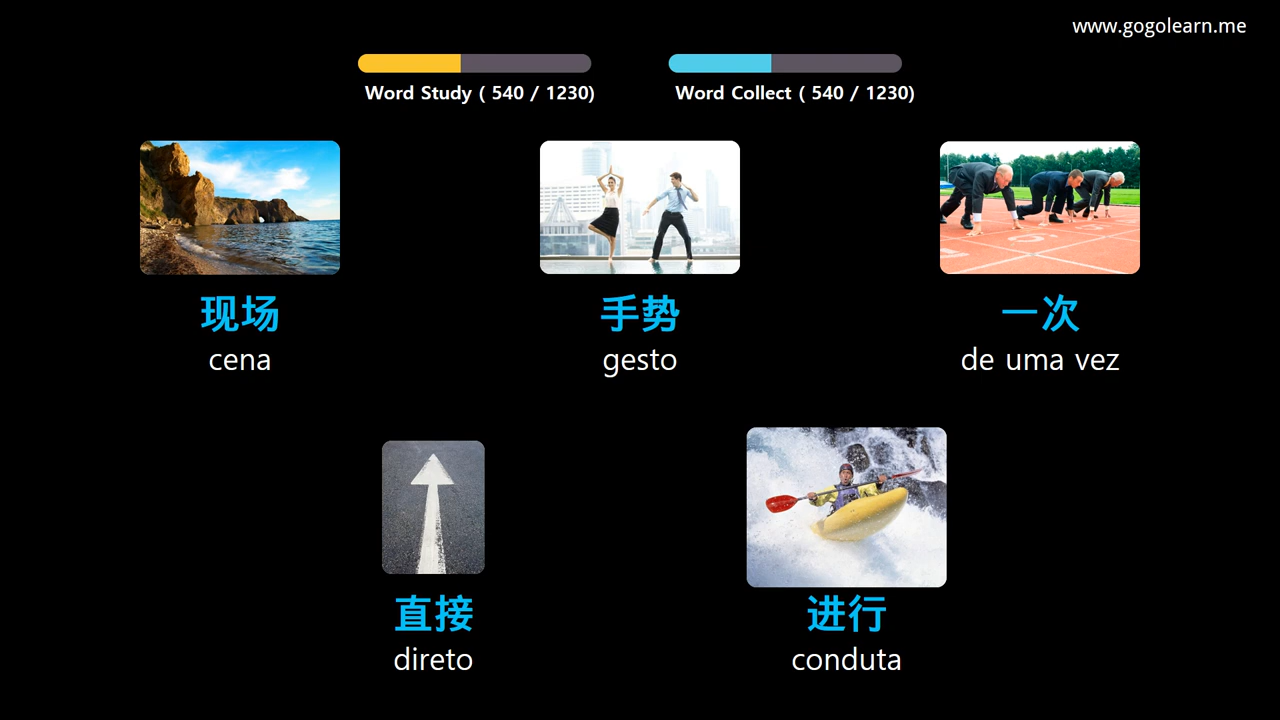 www.gogolearn.me
Word Study ( 540 / 1230)
Word Collect ( 540 / 1230)
现场
cena
手势
gesto
一次
de uma vez
直接
direto
进行
conduta